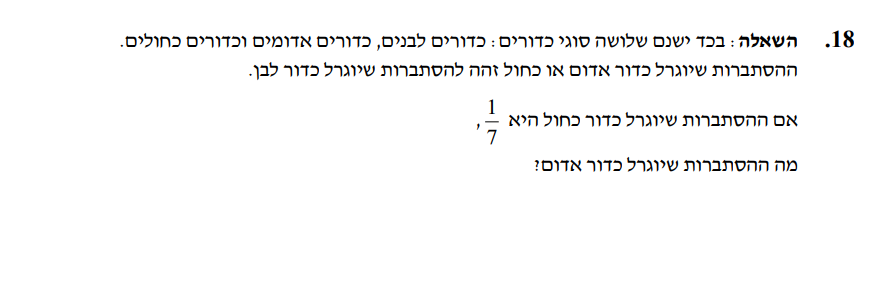 18. השאלה : בכד ישנם שלושה סוגי כדורים : כדורים לבנים, כדורים אדומים וכדורים כחולים.
ההסתברות שיוגרל כדור אדום או כחול זהה להסתברות שיוגרל כדור לבן.
אם ההסתברות שיוגרל כדור כחול היא 1/7,
מה ההסתברות שיוגרל כדור אדום?